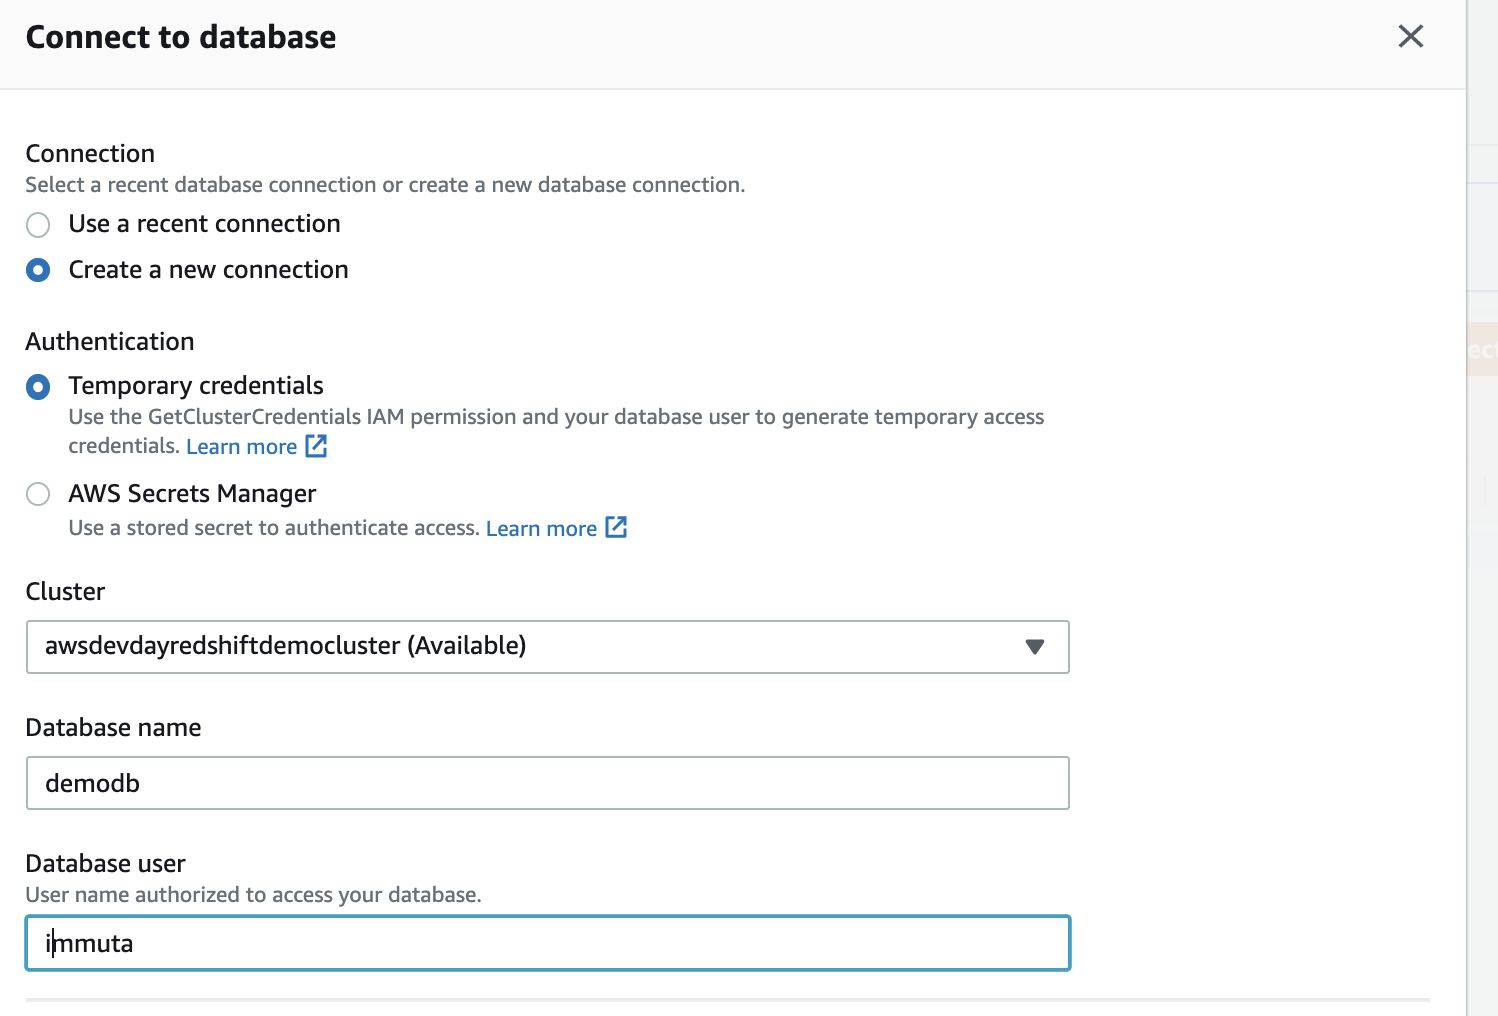 Connect to database
Connection
Select a recent database connection or create a new database connection.
Use a recent connection
Create a new connection
Authentication
Temporary credentials
Use the GetClusterCredentials IAM permission and your database user to generate temporary access
credentials. Learn more
AWS Secrets Manager
Use a stored secret to authenticate access. Learn more
Cluster
awsdevdayredshiftdemocluster (Available)
Database name
demodb
Database user
User name authorized to access your database.
immuta